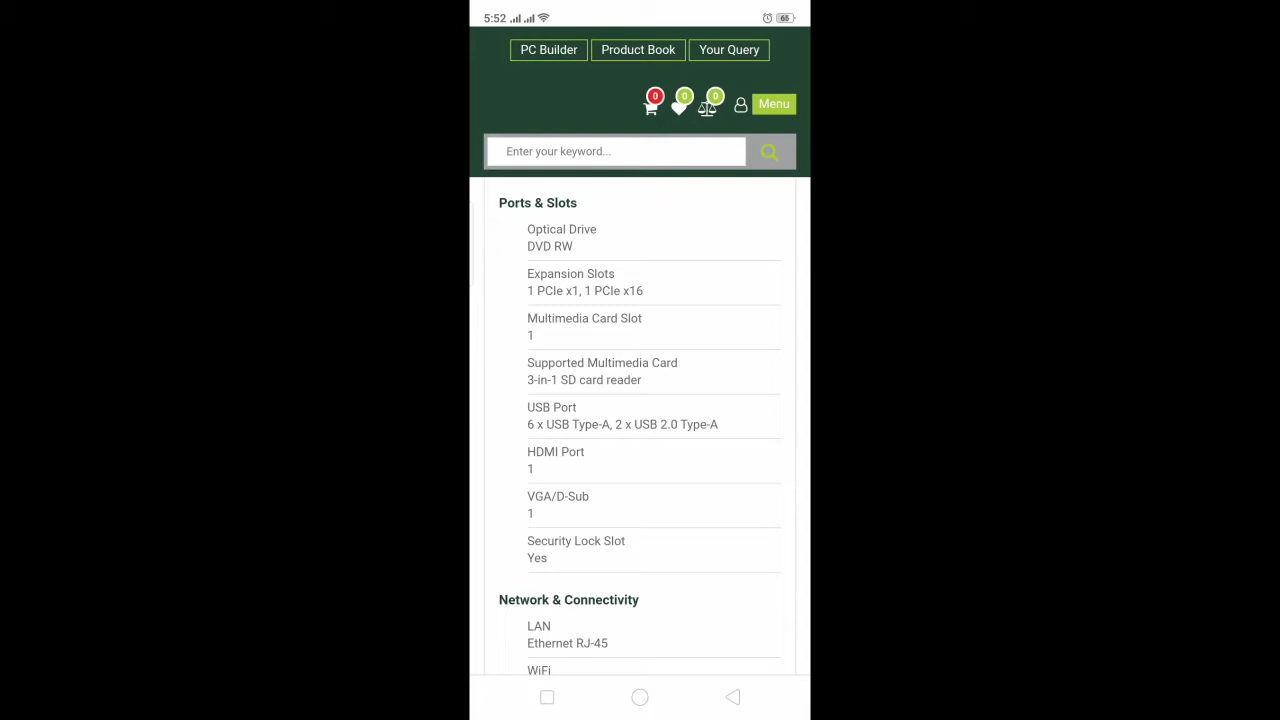 5:52
65
PC Builder Product Book Your Query
0 0 0 Menu
Enter your keyword...
Ports & Slots
Optical Drive
DVD RW
Expansion Slots
1 PCIe x1, 1 PCIe x16
Multimedia Card Slot
1
Supported Multimedia Card
3-in-1 SD card reader
USB Port
6 x USB Type-A, 2 x USB 2.0 Type-A
HDMI Port
1
VGA/D-Sub
1
Security Lock Slot
Yes
Network & Connectivity
LAN
Ethernet RJ-45
WiFi